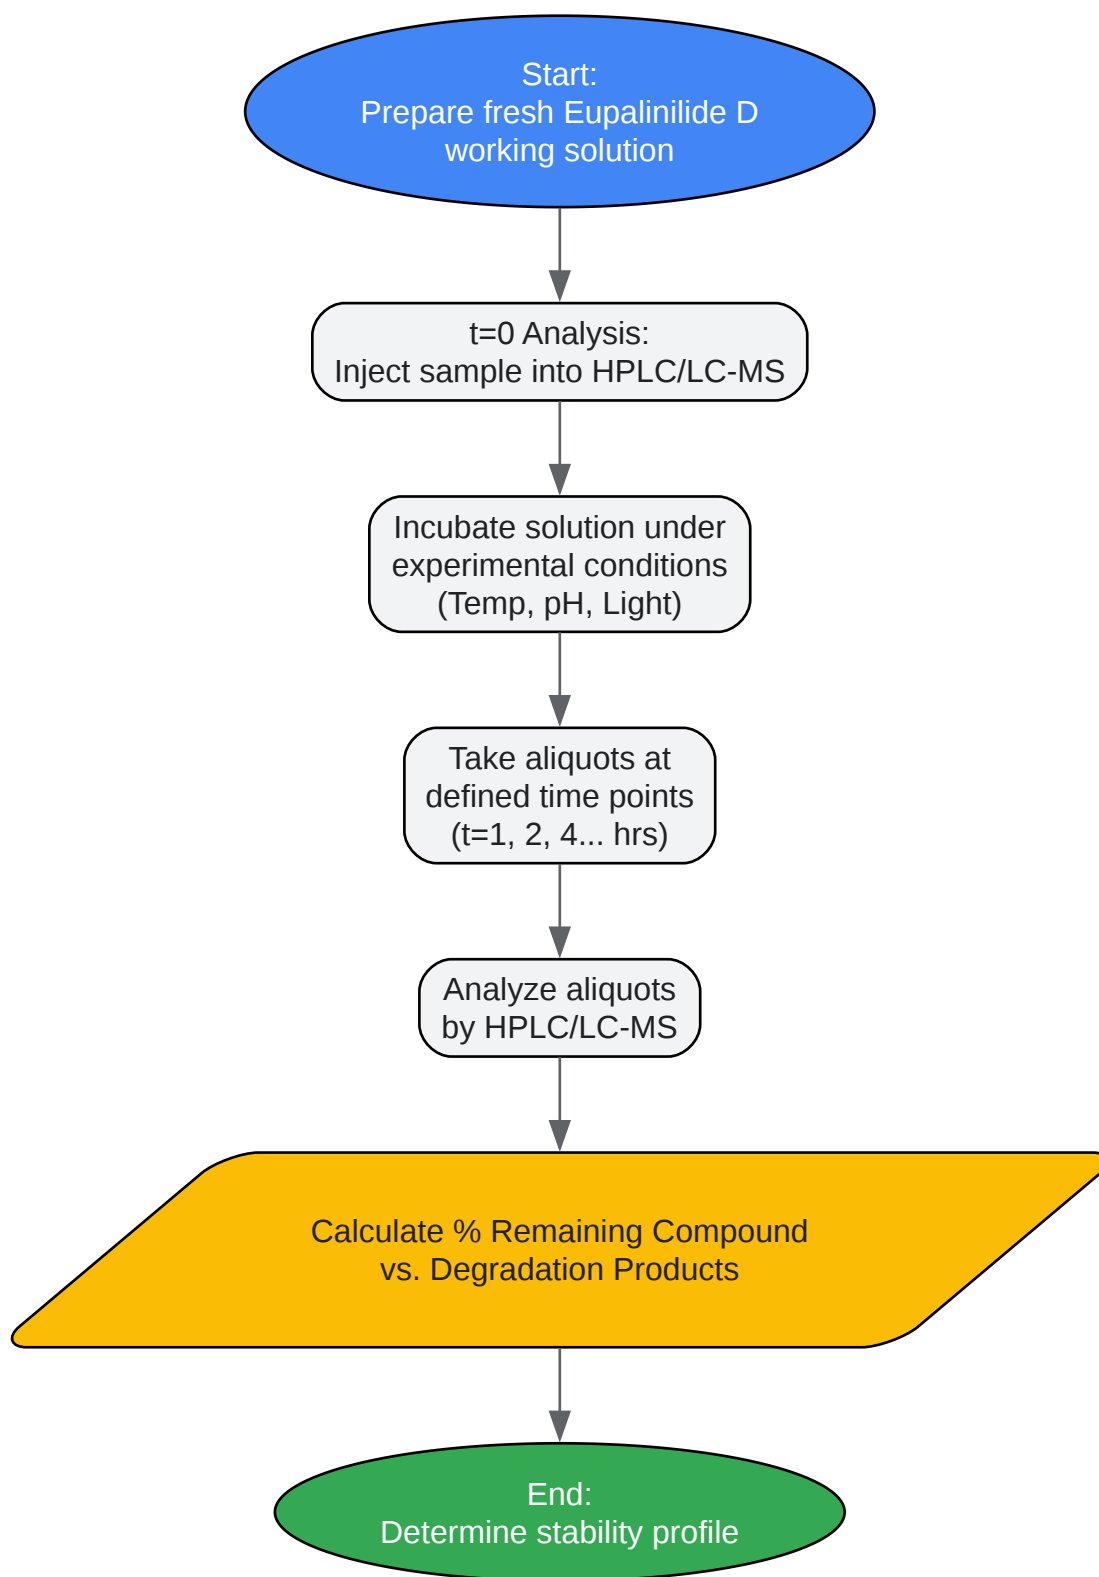 Start:
Prepare fresh Eupalinilide D
working solution
t=0 Analysis:
Inject sample into HPLC/LC-MS
Incubate solution under
experimental conditions
(Temp, pH, Light)
Take aliquots at
defined time points
(t=1, 2, 4... hrs)
Analyze aliquots
by HPLC/LC-MS
Calculate % Remaining Compound
vs. Degradation Products
End:
Determine stability profile